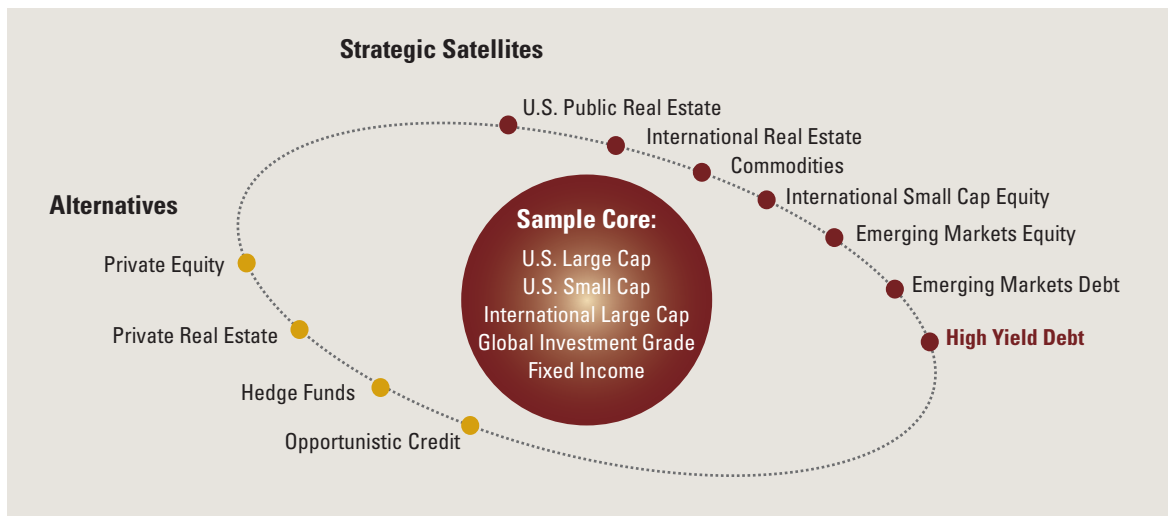 Strategic Satellites
U.S. Public Real Estate
International Real Estate
Commodities
International Small Cap Equity
Emerging Markets Equity
Emerging Markets Debt
High Yield Debt
Alternatives
Private Equity
Private Real Estate
Hedge Funds
Opportunistic Credit
Sample Core:
U.S. Large Cap
U.S. Small Cap
International Large Cap
Global Investment Grade
Fixed Income